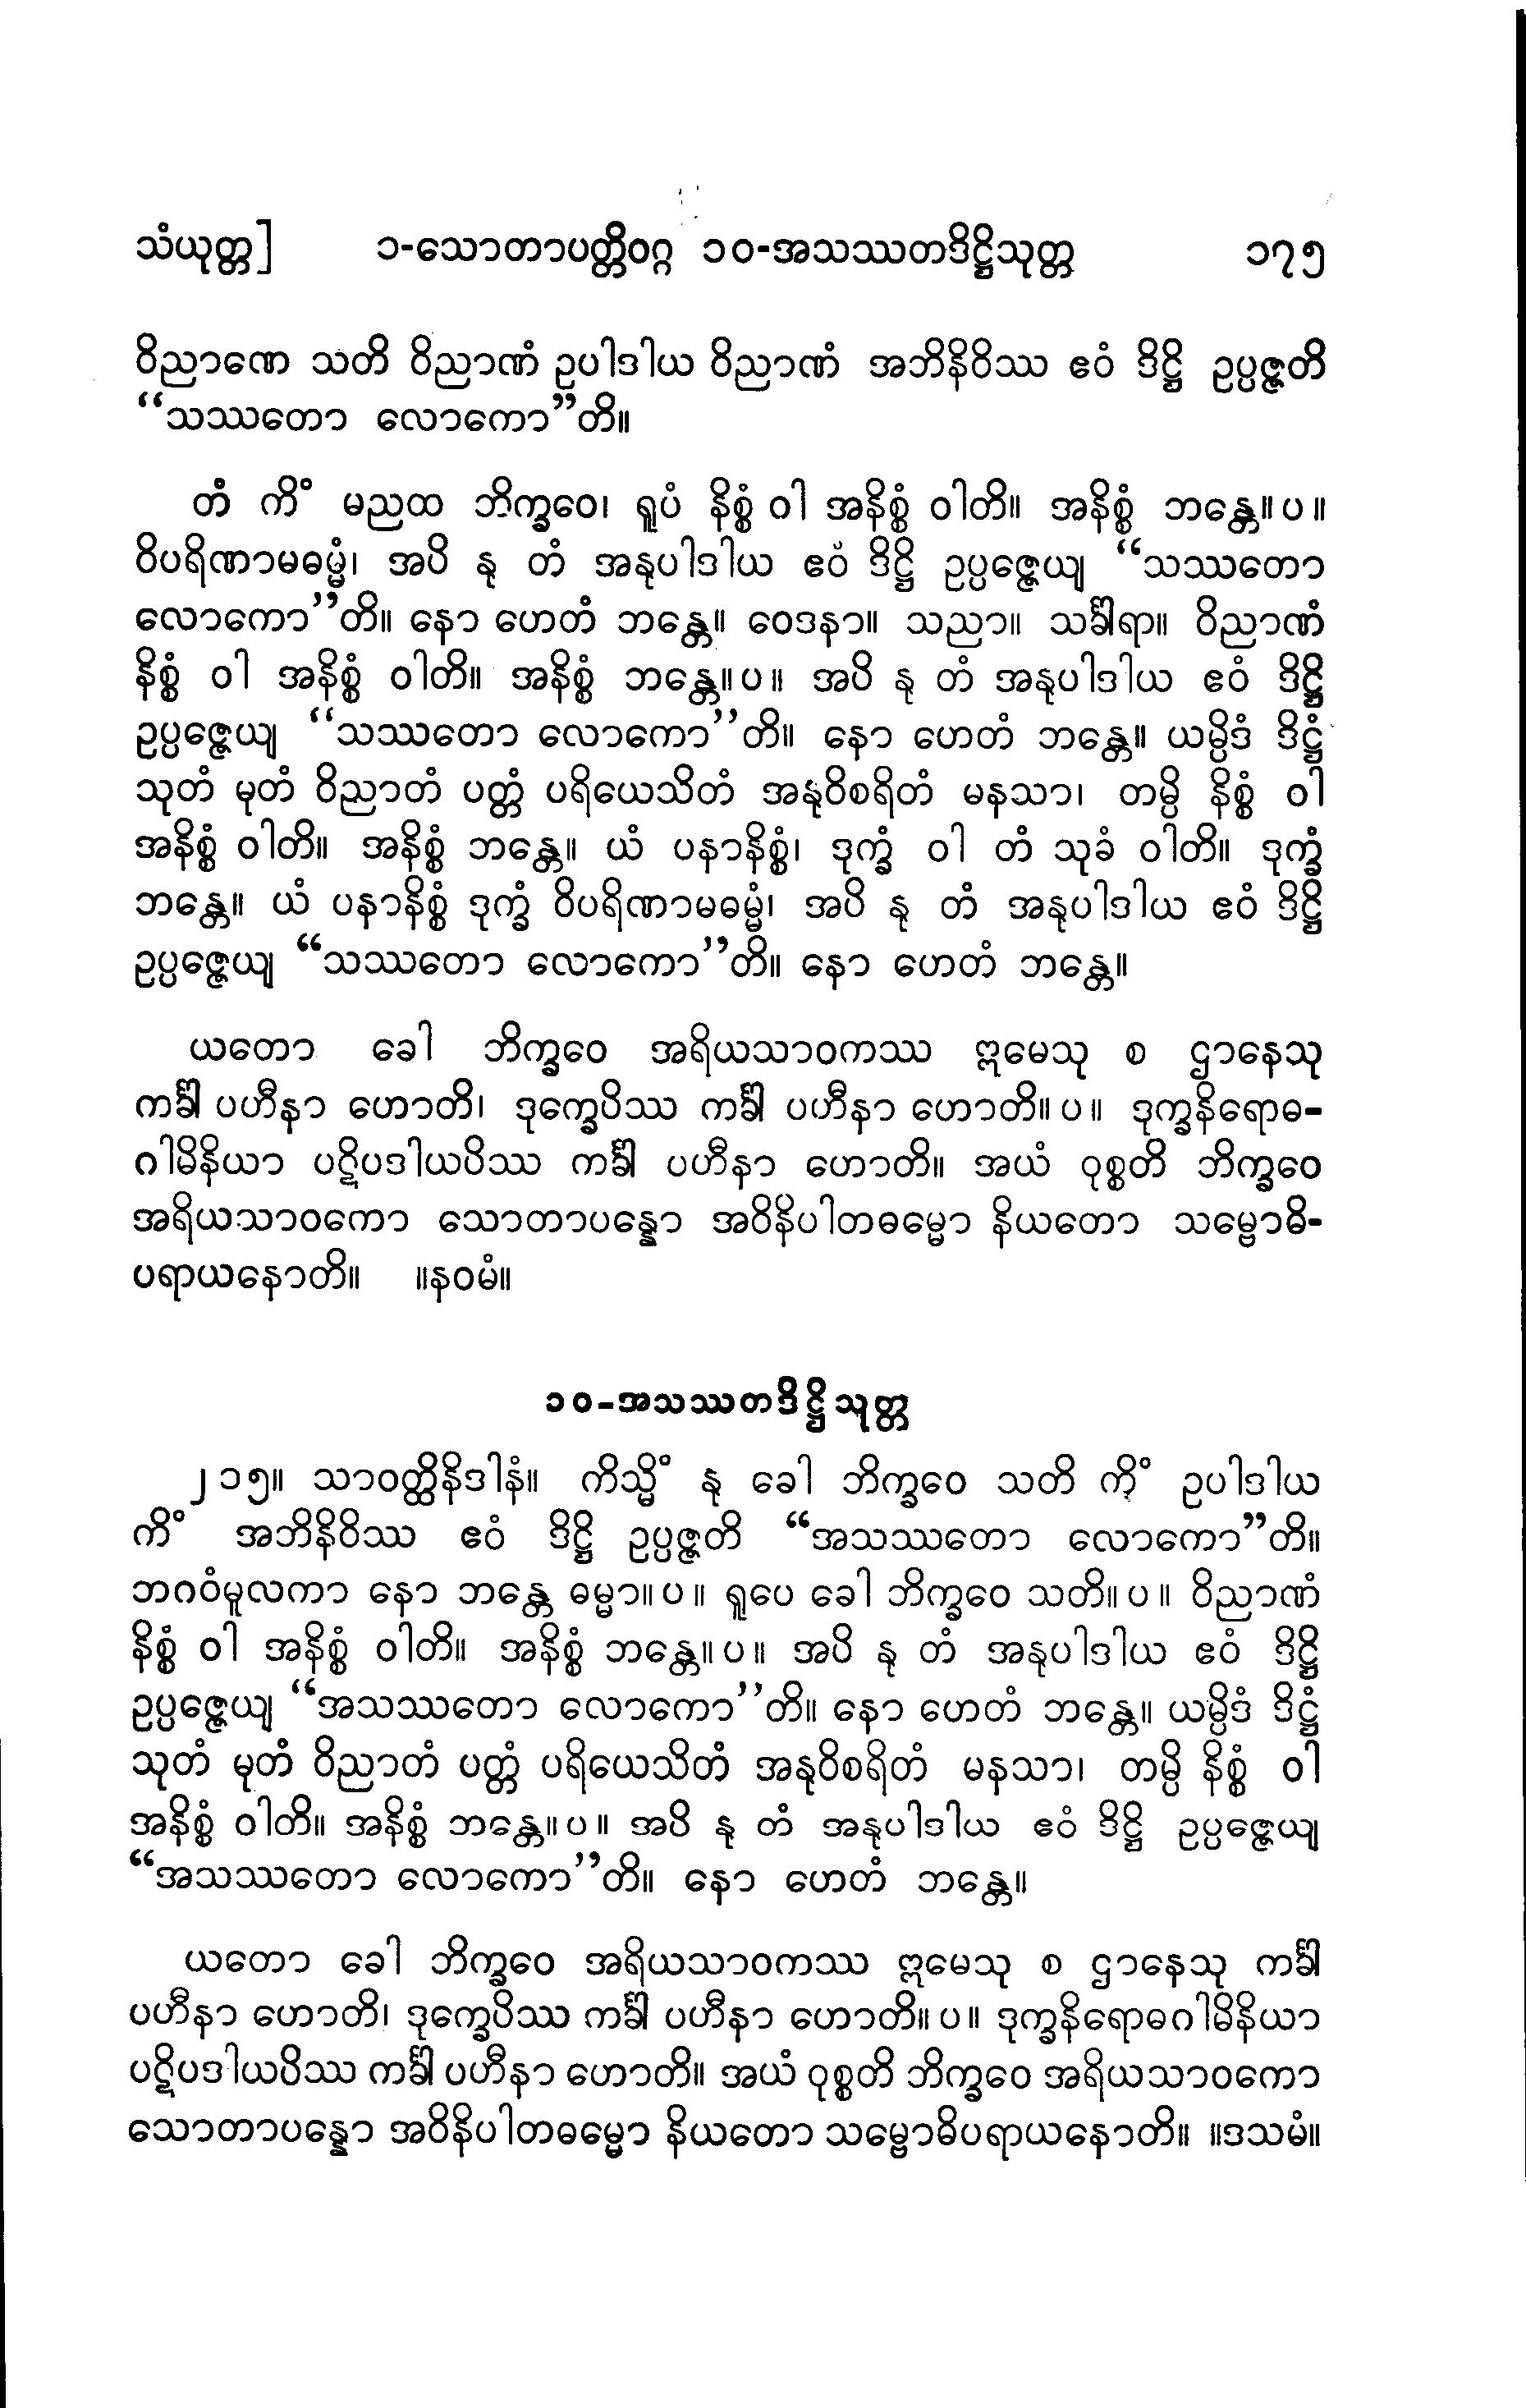 သံယုတ္တ] ၁-သောတာပတ္တိဝဂ္ဂ ၁၀-အသဿတဒိဋ္ဌိသုတ္တ ၁၇၅
ဝိညာဏေ သတိ ဝိညာဏံ ဥပါဒါယ ဝိညာဏံ အဘိနိဝိဿ ဧဝံ ဒိဋ္ဌိ ဥပ္ပဇ္ဇတိ
“သဿတော လောကော”တိ။
တံ ကိံ မညထ ဘိက္ခဝေ၊ ရူပံ နိစ္စံ ဝါ အနိစ္စံ ဝါတိ။ အနိစ္စံ ဘန္တေ။ပ။
ဝိပရိဏာမဓမ္မံ၊ အပိ နု တံ အနုပါဒါယ ဧဝံ ဒိဋ္ဌိ ဥပ္ပဇ္ဇေယျ “သဿတော
လောကော”တိ။ နော ဟေတံ ဘန္တေ။ ဝေဒနာ။ သညာ။ သင်္ခါရာ။ ဝိညာဏံ
နိစ္စံ ဝါ အနိစ္စံ ဝါတိ။ အနိစ္စံ ဘန္တေ။ပ။ အပိ နု တံ အနုပါဒါယ ဧဝံ ဒိဋ္ဌိ
ဥပ္ပဇ္ဇေယျ “သဿတော လောကော”တိ။ နော ဟေတံ ဘန္တေ။ ယမ္ပိဒံ ဒိဋ္ဌံ
သုတံ မုတံ ဝိညာတံ ပတ္တံ ပရိယေသိတံ အနုဝိစရိတံ မနသာ၊ တမ္ပိ နိစ္စံ ဝါ
အနိစ္စံ ဝါတိ။ အနိစ္စံ ဘန္တေ။ ယံ ပနာနိစ္စံ၊ ဒုက္ခံ ဝါ တံ သုခံ ဝါတိ။ ဒုက္ခံ
ဘန္တေ။ ယံ ပနာနိစ္စံ ဒုက္ခံ ဝိပရိဏာမဓမ္မံ၊ အပိ နု တံ အနုပါဒါယ ဧဝံ ဒိဋ္ဌိ
ဥပ္ပဇ္ဇေယျ “သဿတော လောကော”တိ။ နော ဟေတံ ဘန္တေ။
ယတော ခေါ ဘိက္ခဝေ အရိယသာဝကဿ ဣမေသု စ ဌာနေသု
ကင်္ခါ ပဟီနာ ဟောတိ၊ ဒုက္ခေပိဿ ကင်္ခါ ပဟီနာ ဟောတိ။ပ။ ဒုက္ခနိရောဓ-
ဂါမိနိယာ ပဋိပဒါယပိဿ ကင်္ခါ ပဟီနာ ဟောတိ။ အယံ ဝုစ္စတိ ဘိက္ခဝေ
အရိယသာဝကော သောတာပန္နော အဝိနိပါတဓမ္မော နိယတော သမ္ဗောဓိ-
ပရာယနောတိ။ ။နဝမံ။
၁၀-အသဿတဒိဋ္ဌိသုတ္တ
၂၁၅။ သာဝတ္ထိနိဒါနံ။ ကိသ္မိံ နု ခေါ ဘိက္ခဝေ သတိ ကိံ ဥပါဒါယ
ကိံ အဘိနိဝိဿ ဧဝံ ဒိဋ္ဌိ ဥပ္ပဇ္ဇတိ “အသဿတော လောကော”တိ။
ဘဂဝံမူလကာ နော ဘန္တေ ဓမ္မာ။ပ။ ရူပေ ခေါ ဘိက္ခဝေ သတိ။ပ။ ဝိညာဏံ
နိစ္စံ ဝါ အနိစ္စံ ဝါတိ။ အနိစ္စံ ဘန္တေ။ပ။ အပိ နု တံ အနုပါဒါယ ဧဝံ ဒိဋ္ဌိ
ဥပ္ပဇ္ဇေယျ “အသဿတော လောကော”တိ။ နော ဟေတံ ဘန္တေ။ ယမ္ပိဒံ ဒိဋ္ဌံ
သုတံ မုတံ ဝိညာတံ ပတ္တံ ပရိယေသိတံ အနုဝိစရိတံ မနသာ၊ တမ္ပိ နိစ္စံ ဝါ
အနိစ္စံ ဝါတိ။ အနိစ္စံ ဘန္တေ။ပ။ အပိ နု တံ အနုပါဒါယ ဧဝံ ဒိဋ္ဌိ ဥပ္ပဇ္ဇေယျ
“အသဿတော လောကော”တိ။ နော ဟေတံ ဘန္တေ။
ယတော ခေါ ဘိက္ခဝေ အရိယသာဝကဿ ဣမေသု စ ဌာနေသု ကင်္ခါ
ပဟီနာ ဟောတိ၊ ဒုက္ခေပိဿ ကင်္ခါ ပဟီနာ ဟောတိ။ပ။ ဒုက္ခနိရောဓဂါမိနိယာ
ပဋိပဒါယပိဿ ကင်္ခါ ပဟီနာ ဟောတိ။ အယံ ဝုစ္စတိ ဘိက္ခဝေ အရိယသာဝကော
သောတာပန္နော အဝိနိပါတဓမ္မော နိယတော သမ္ဗောဓိပရာယနောတိ။ ။ဒသမံ။